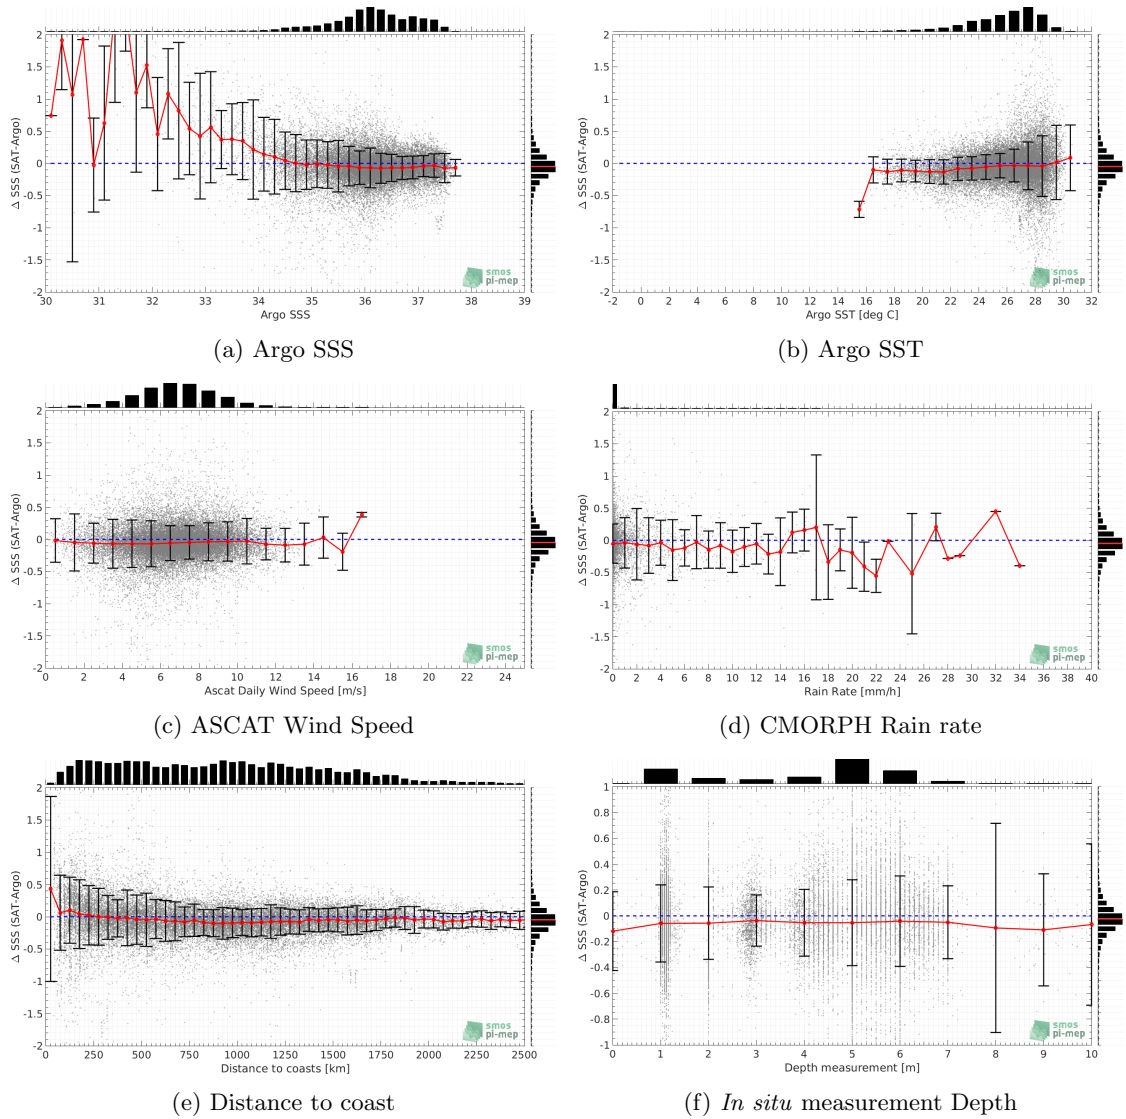 2
1.5
1
0.5
0
-0.5
-1
-1.5
-2
Δ SSS (SAT-Argo)
30 31 32 33 34 35 36 37 38 39
Argo SSS
smos
pi-mep
(a) Argo SSS
2
1.5
1
0.5
0
-0.5
-1
-1.5
-2
Δ SSS (SAT-Argo)
-2 0 2 4 6 8 10 12 14 16 18 20 22 24 26 28 30 32
Argo SST [deg C]
smos
pi-mep
(b) Argo SST
2
1.5
1
0.5
0
-0.5
-1
-1.5
-2
Δ SSS (SAT-Argo)
0 2 4 6 8 10 12 14 16 18 20 22 24
Ascat Daily Wind Speed [m/s]
smos
pi-mep
(c) ASCAT Wind Speed
2
1.5
1
0.5
0
-0.5
-1
-1.5
-2
Δ SSS (SAT-Argo)
0 2 4 6 8 10 12 14 16 18 20 22 24 26 28 30 32 34 36 38 40
Rain Rate [mm/h]
smos
pi-mep
(d) CMORPH Rain rate
2
1.5
1
0.5
0
-0.5
-1
-1.5
-2
Δ SSS (SAT-Argo)
0 250 500 750 1000 1250 1500 1750 2000 2250 2500
Distance to coasts [km]
smos
pi-mep
(e) Distance to coast
1
0.8
0.6
0.4
0.2
0
-0.2
-0.4
-0.6
-0.8
-1
Δ SSS (SAT-Argo)
0 1 2 3 4 5 6 7 8 9 10
Depth measurement [m]
smos
pi-mep
(f) In situ measurement Depth